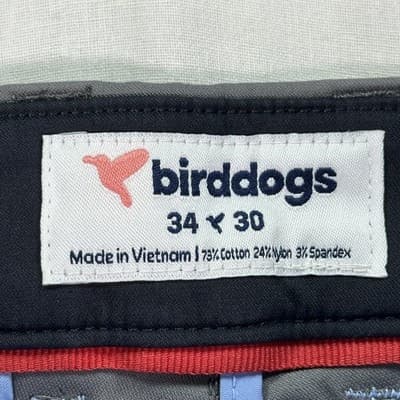 birddogs
34 30
Made in Vietnam | 73% Cotton 24% Nylon 3% Spandex